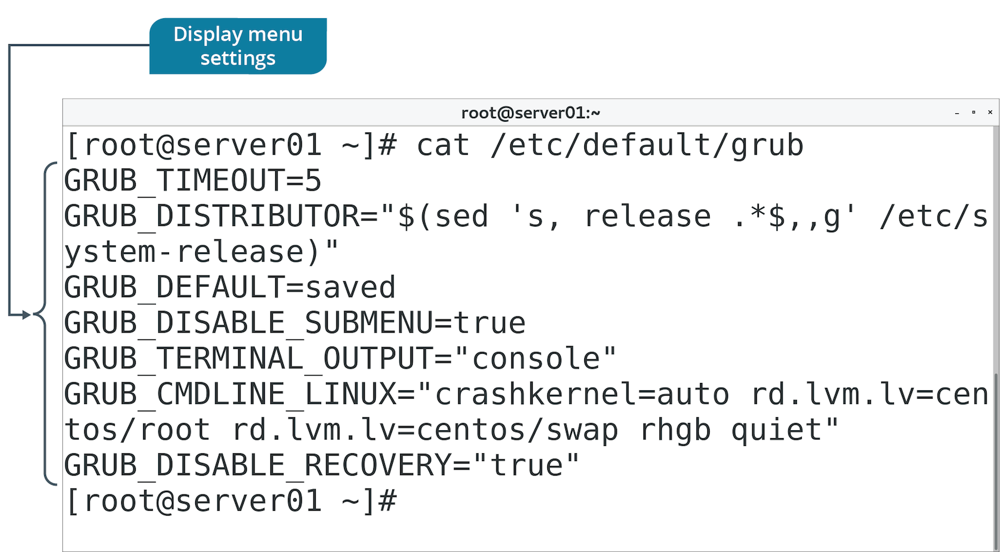 Display menu
settings
root@server01:~
[root@server01 ~]# cat /etc/default/grub
GRUB_TIMEOUT=5
GRUB_DISTRIBUTOR="$(sed 's, release .*$,,g' /etc/s
ystem-release)"
GRUB_DEFAULT=saved
GRUB_DISABLE_SUBMENU=true
GRUB_TERMINAL_OUTPUT="console"
GRUB_CMDLINE_LINUX="crashkernel=auto rd.lvm.lv=cen
tos/root rd.lvm.lv=centos/swap rhgb quiet"
GRUB_DISABLE_RECOVERY="true"
[root@server01 ~]#